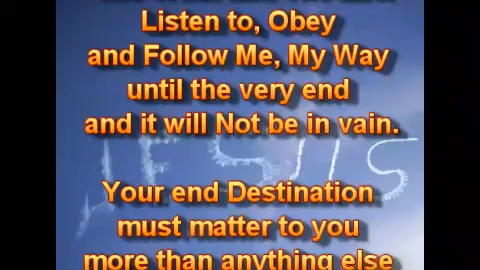 Listen to, Obey
and Follow Me, My Way
until the very end
and it will Not be in vain.
JESUS
Your end Destination
must matter to you
more than anything else